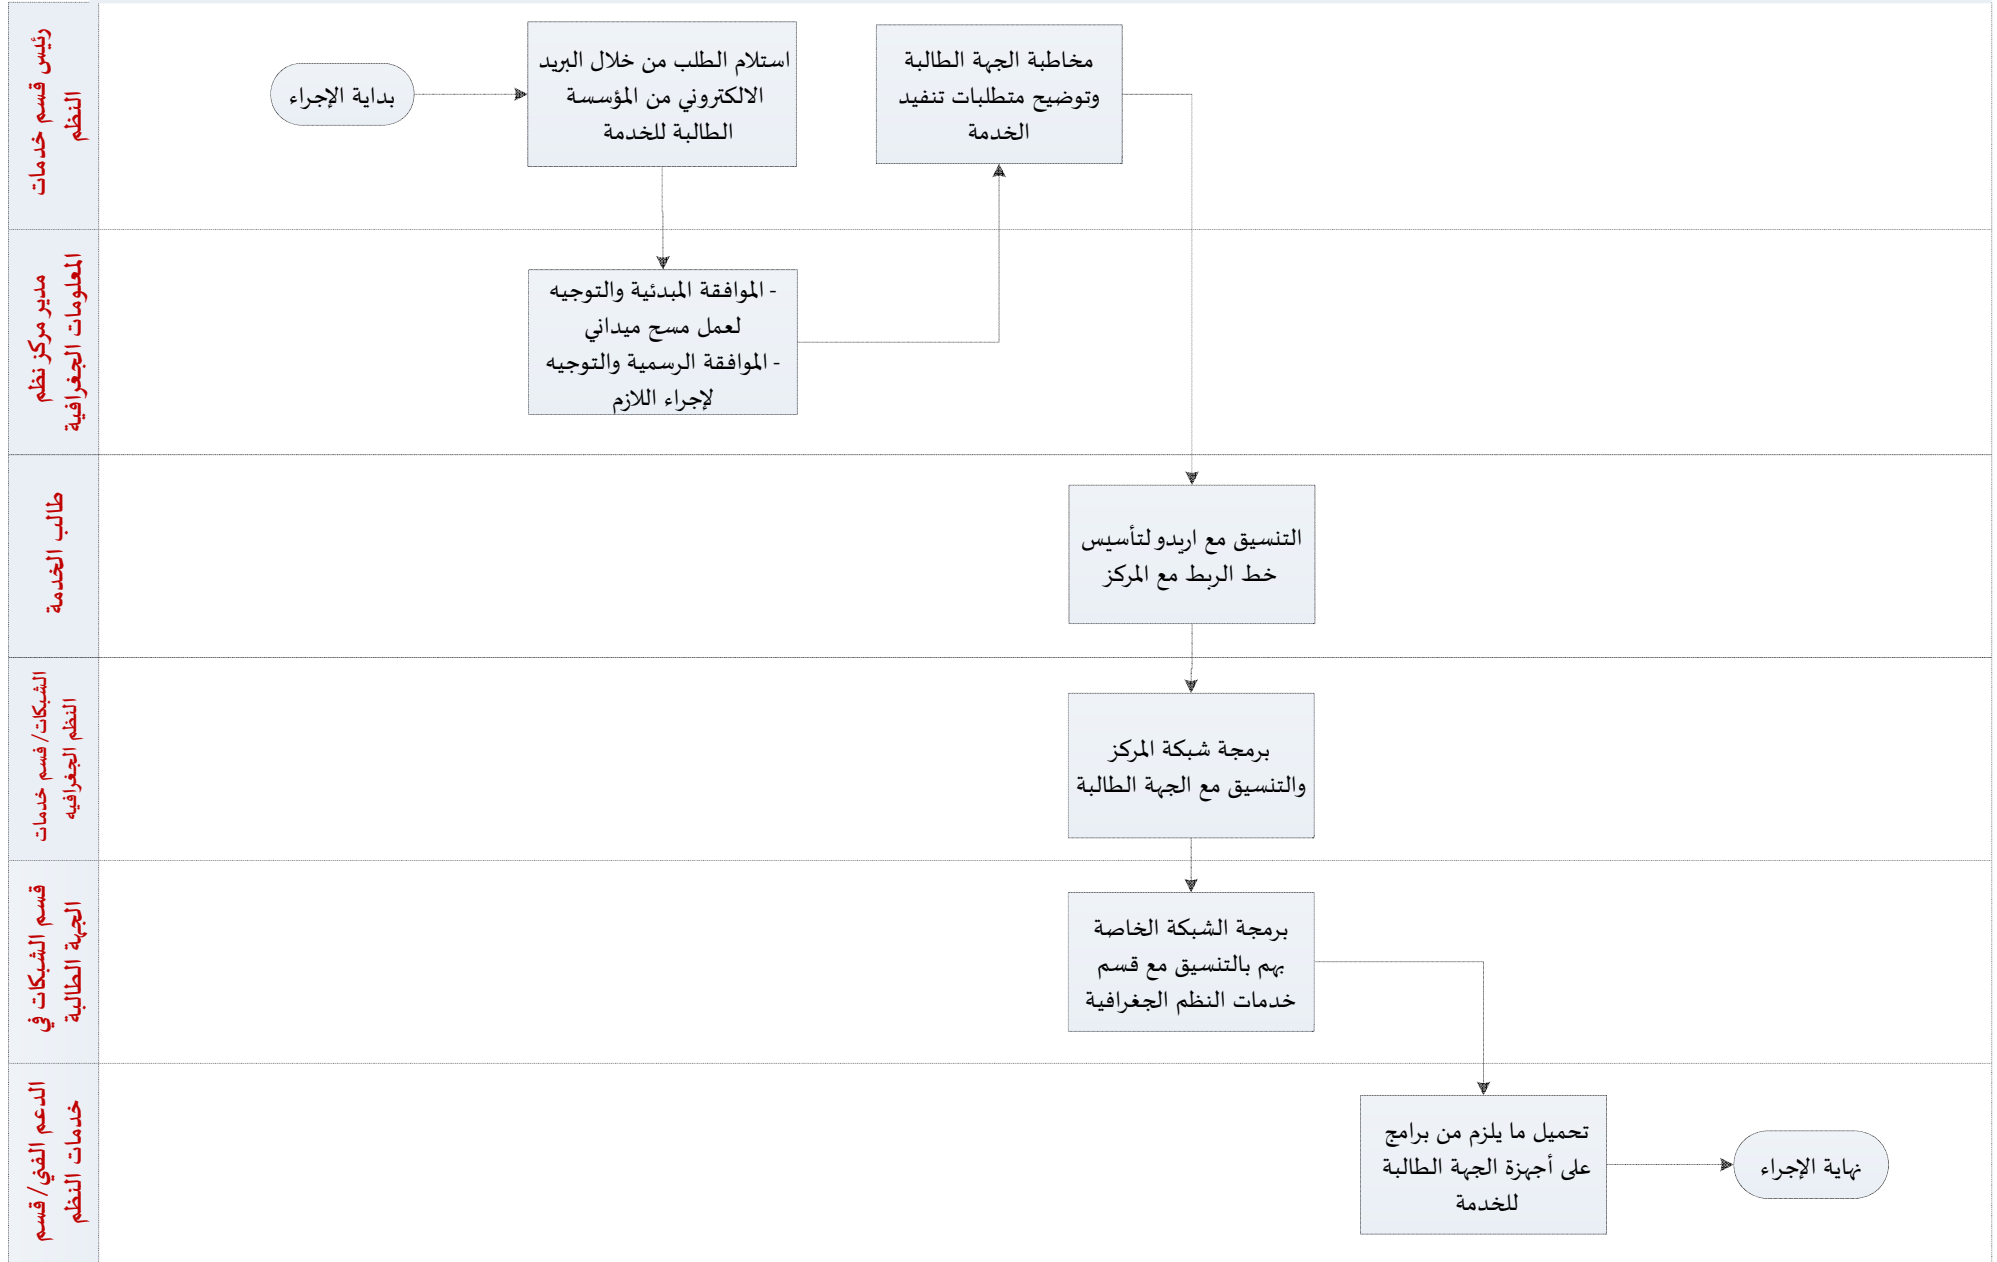 رئيس قسم خدمات
النظم
بداية الإجراء
استلام الطلب من خلال البريد
الالكتروني من المؤسسة
الطالبة للخدمة
مخاطبة الجهة الطالبة
وتوضيح متطلبات تنفيد
الخدمة
مدير مركز نظم
المعلومات الجغرافية
- الموافقة المبدئية والتوجيه
لعمل مسح ميداني
- الموافقة الرسمية والتوجيه
لإجراء اللازم
طالب الخدمة
التنسيق مع اريدو لتأسيس
خط الربط مع المركز
الشبكات/ قسم خدمات
النظم الجغرافيه
برمجة شبكة المركز
والتنسيق مع الجهة الطالبة
قسم الشبكات في
الجهة الطالبة
برمجة الشبكة الخاصة
بهم بالتنسيق مع قسم
خدمات النظم الجغرافية
الدعم الفني/ قسم
خدمات النظم
تحميل ما يلزم من برامج
على أجهزة الجهة الطالبة
للخدمة
نهاية الإجراء